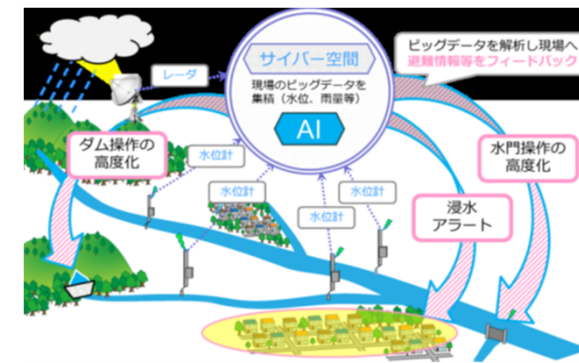 サイバー空間
現場のビッグデータを
集積（水位、雨量等）
AI
ビッグデータを解析し現場へ
避難情報等をフィードバック
レーダ
ダム操作の
高度化
水位計
水位計
水位計
水位計
水門操作の
高度化
浸水
アラート